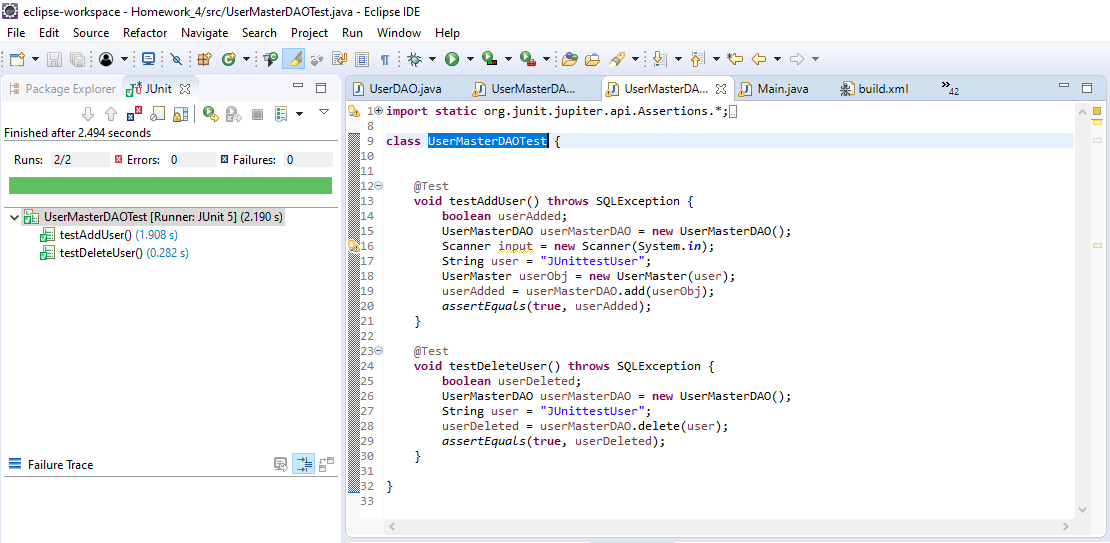 eclipse-workspace - Homework_4/src/UserMasterDAOTest.java - Eclipse IDE
File Edit Source Refactor Navigate Search Project Run Window Help
Package Explorer JUnit
UserDAO.java UserMasterDA... UserMasterDA... Main.java build.xml »42
Finished after 2.494 seconds
Runs: 2/2 Errors: 0 Failures: 0
UserMasterDAOTest [Runner: JUnit 5] (2.190 s)
testAddUser() (1.908 s)
testDeleteUser() (0.282 s)
Failure Trace
1 import static org.junit.jupiter.api.Assertions.*;
8
9 class UserMasterDAOTest {
10
11
12 @Test
13 void testAddUser() throws SQLException {
14 boolean userAdded;
15 UserMasterDAO userMasterDAO = new UserMasterDAO();
16 Scanner input = new Scanner(System.in);
17 String user = "JUnittestUser";
18 UserMaster userObj = new UserMaster(user);
19 userAdded = userMasterDAO.add(userObj);
20 assertEquals(true, userAdded);
21 }
22
23 @Test
24 void testDeleteUser() throws SQLException {
25 boolean userDeleted;
26 UserMasterDAO userMasterDAO = new UserMasterDAO();
27 String user = "JUnittestUser";
28 userDeleted = userMasterDAO.delete(user);
29 assertEquals(true, userDeleted);
30 }
31
32 }
33